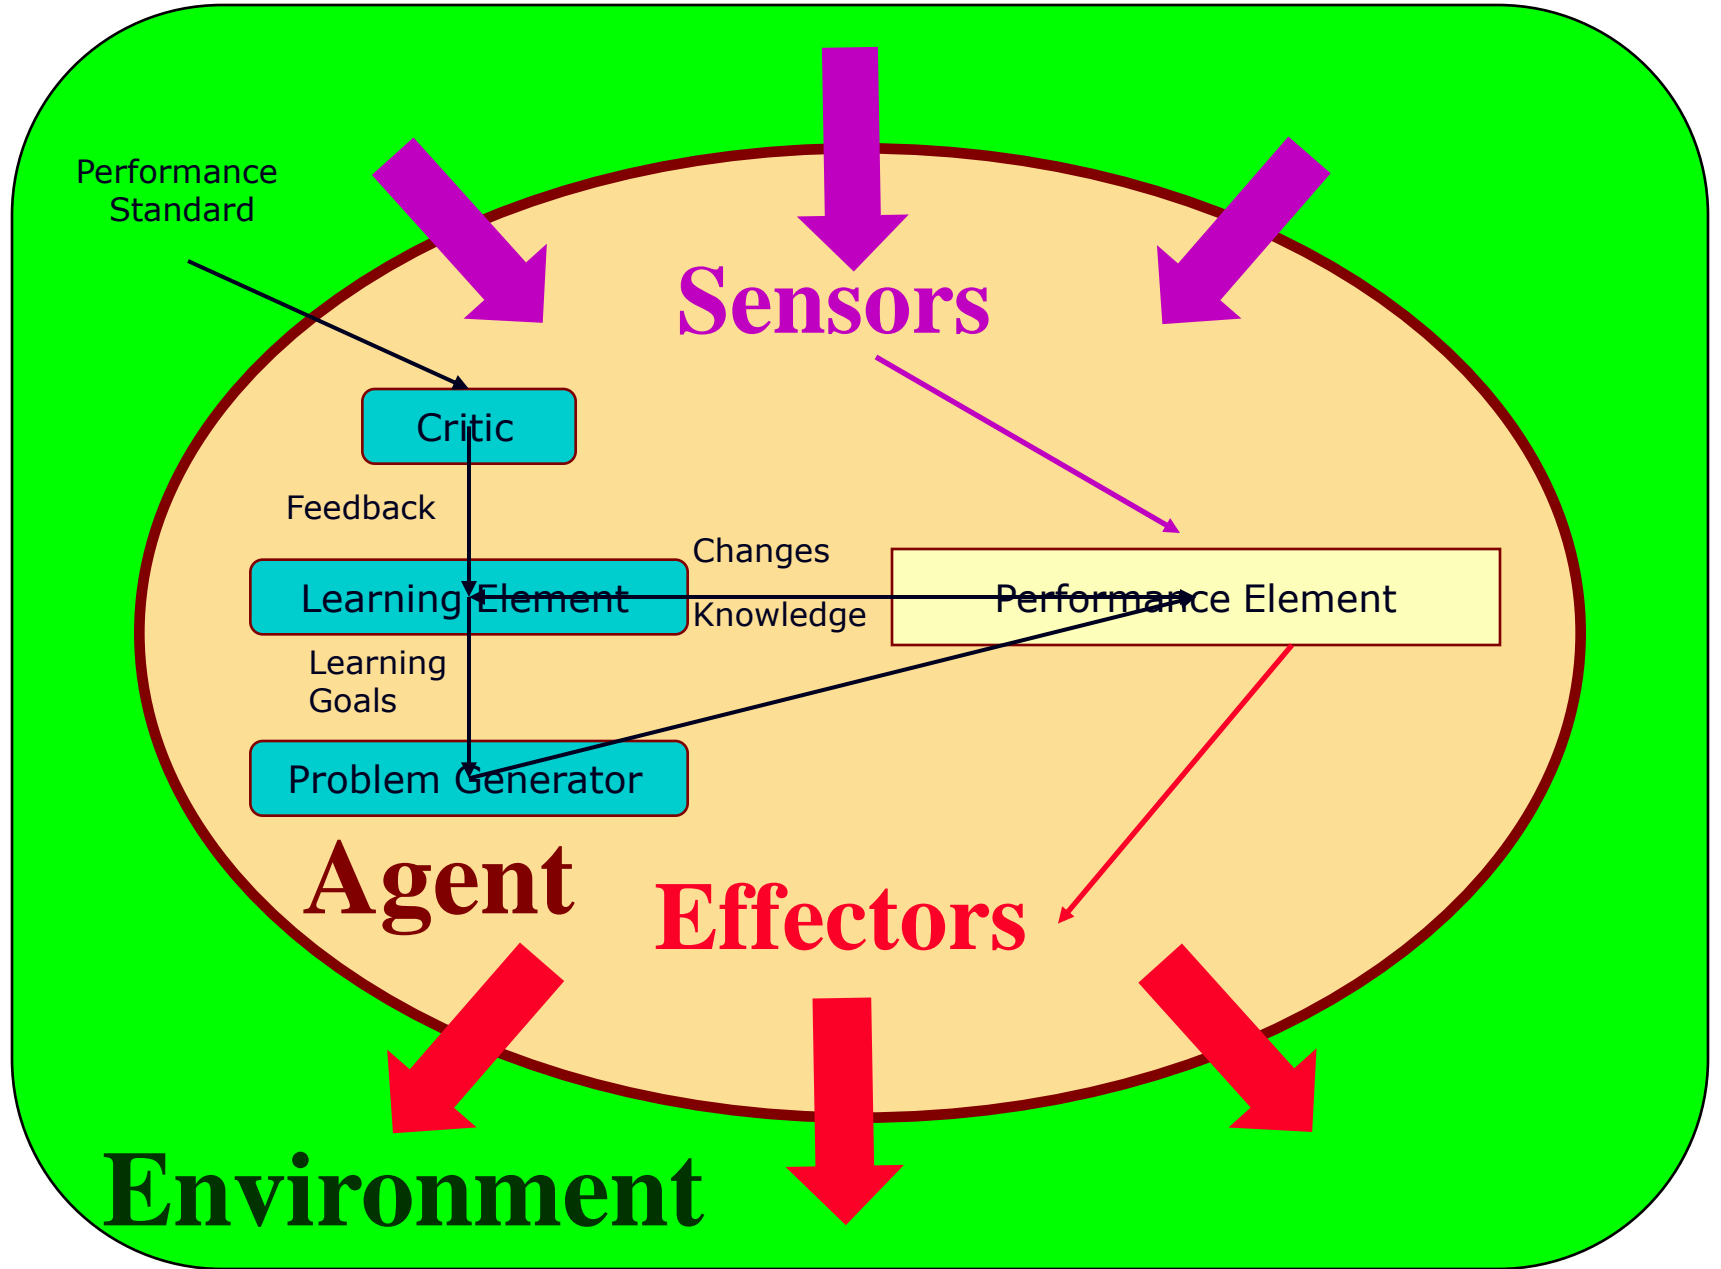 Performance
Standard
Sensors
Critic
Feedback
Changes
Learning Element
Performance Element
Knowledge
Learning
Goals
Problem Generator
Agent
Effectors
Environment